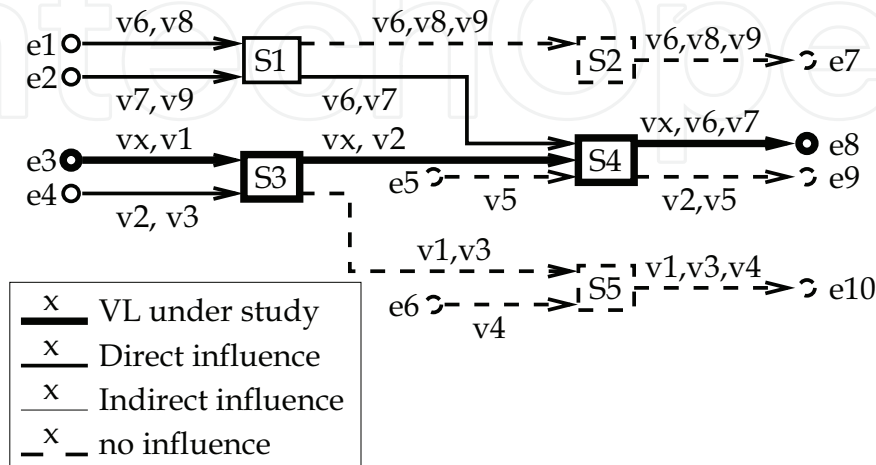 e1
v6,v8
S1
v6,v8,v9
S2
v6,v8,v9
e7
e2
v7,v9
v6,v7
e3
vx,v1
S3
vx, v2
S4
vx,v6,v7
e8
e4
v2, v3
e5
v5
v2,v5
e9
v1,v3
S5
v1,v3,v4
e10
e6
v4
x VL under study
x Direct influence
x Indirect influence
x no influence